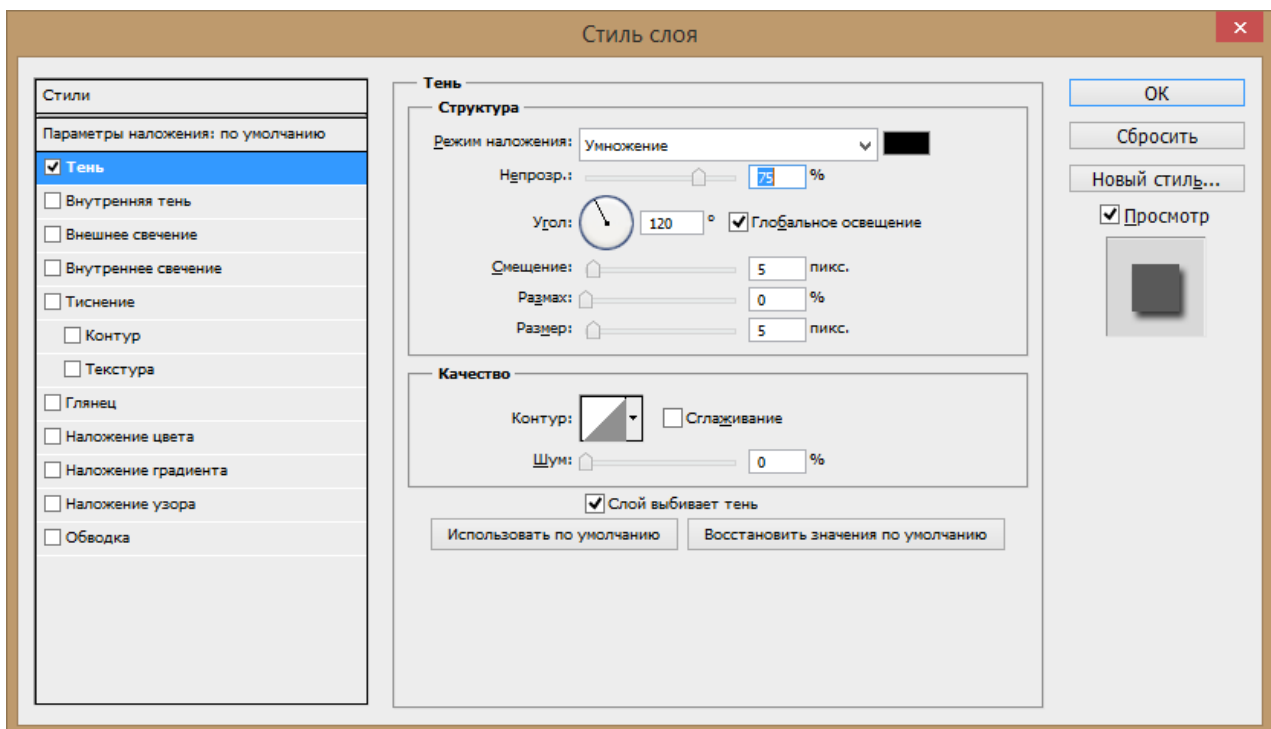 Стиль слоя
Стили
Параметры наложения: по умолчанию
Тень
Внутренняя тень
Внешнее свечение
Внутреннее свечение
Тиснение
Контур
Текстура
Глянец
Наложение цвета
Наложение градиента
Наложение узора
Обводка
Тень
Структура
Режим наложения: Умножение
Непрозр.: 75 %
Угол: 120 ° Глобальное освещение
Смещение: 5 пикс.
Размах: 0 %
Размер: 5 пикс.
Качество
Контур: Сглаживание
Шум: 0 %
Слой выбивает тень
Использовать по умолчанию Восстановить значения по умолчанию
ОК
Сбросить
Новый стиль...
Просмотр